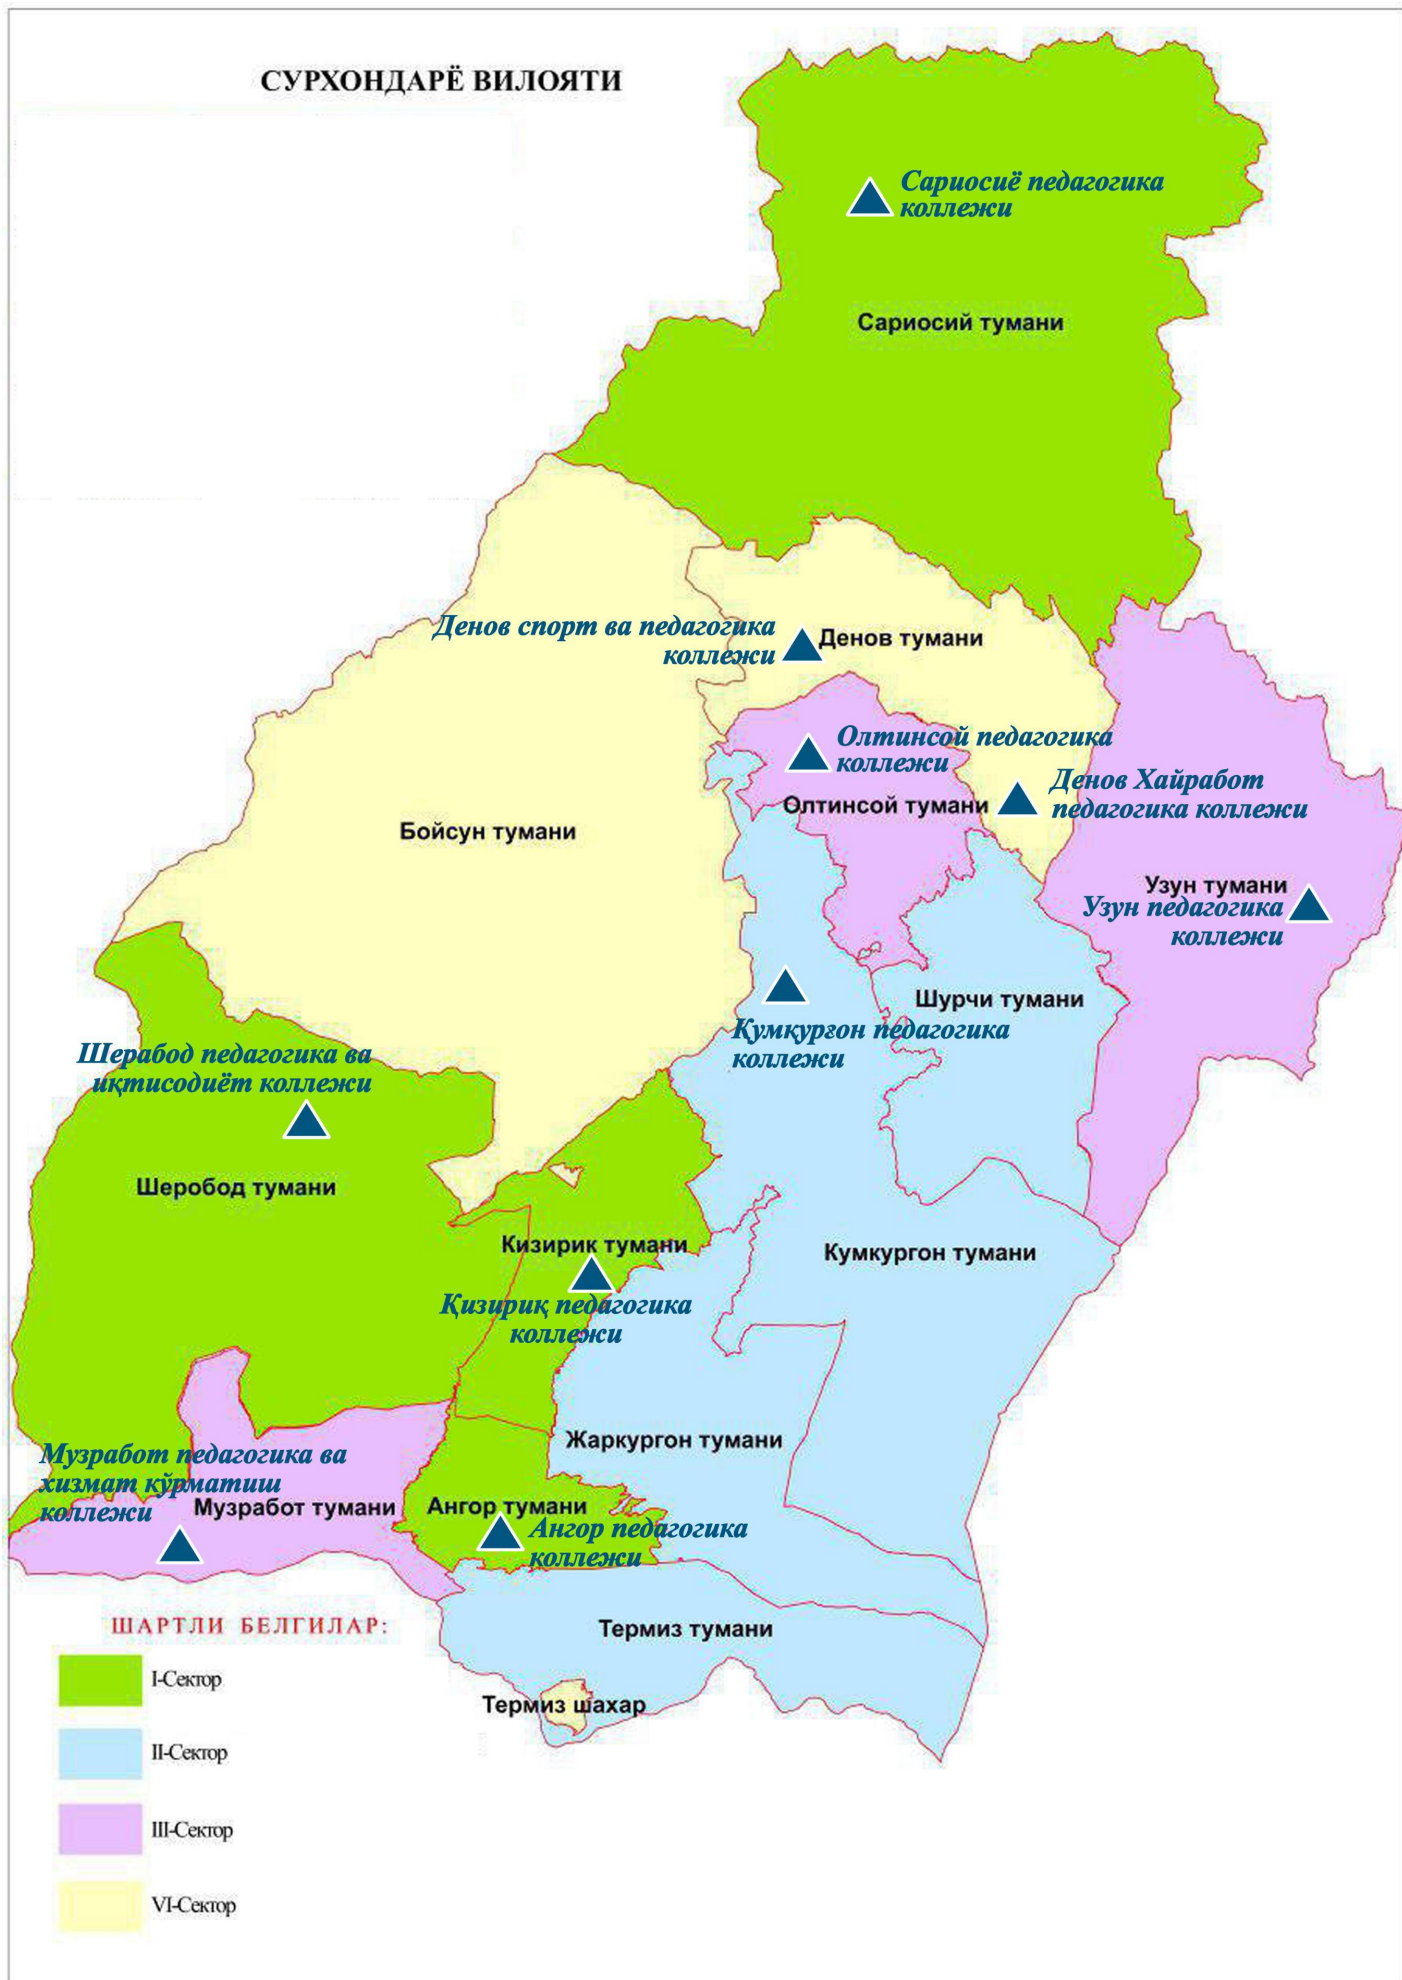 СУРХОНДАРЁ ВИЛОЯТИ
Сариосиё педагогика
коллежи
Сариосий тумани
Денов спорт ва педагогика
коллежи
Денов тумани
Олтинсой педагогика
коллежи
Денов Хайработ
педагогика коллежи
Олтинсой тумани
Бойсун тумани
Узун тумани
Узун педагогика
коллежи
Шурчи тумани
Қумқурғон педагогика
коллежи
Шерабод педагогика ва
иқтисодиёт коллежи
Шеробод тумани
Кизирик тумани
Кумкургон тумани
Қизириқ педагогика
коллежи
Жаркургон тумани
Музработ педагогика ва
хизмат кўрматиш
коллежи
Музработ тумани
Ангор тумани
Ангор педагогика
коллежи
ШАРТЛИ БЕЛГИЛАР:
Термиз тумани
I-Сектор
Термиз шахар
II-Сектор
III-Сектор
VI-Сектор